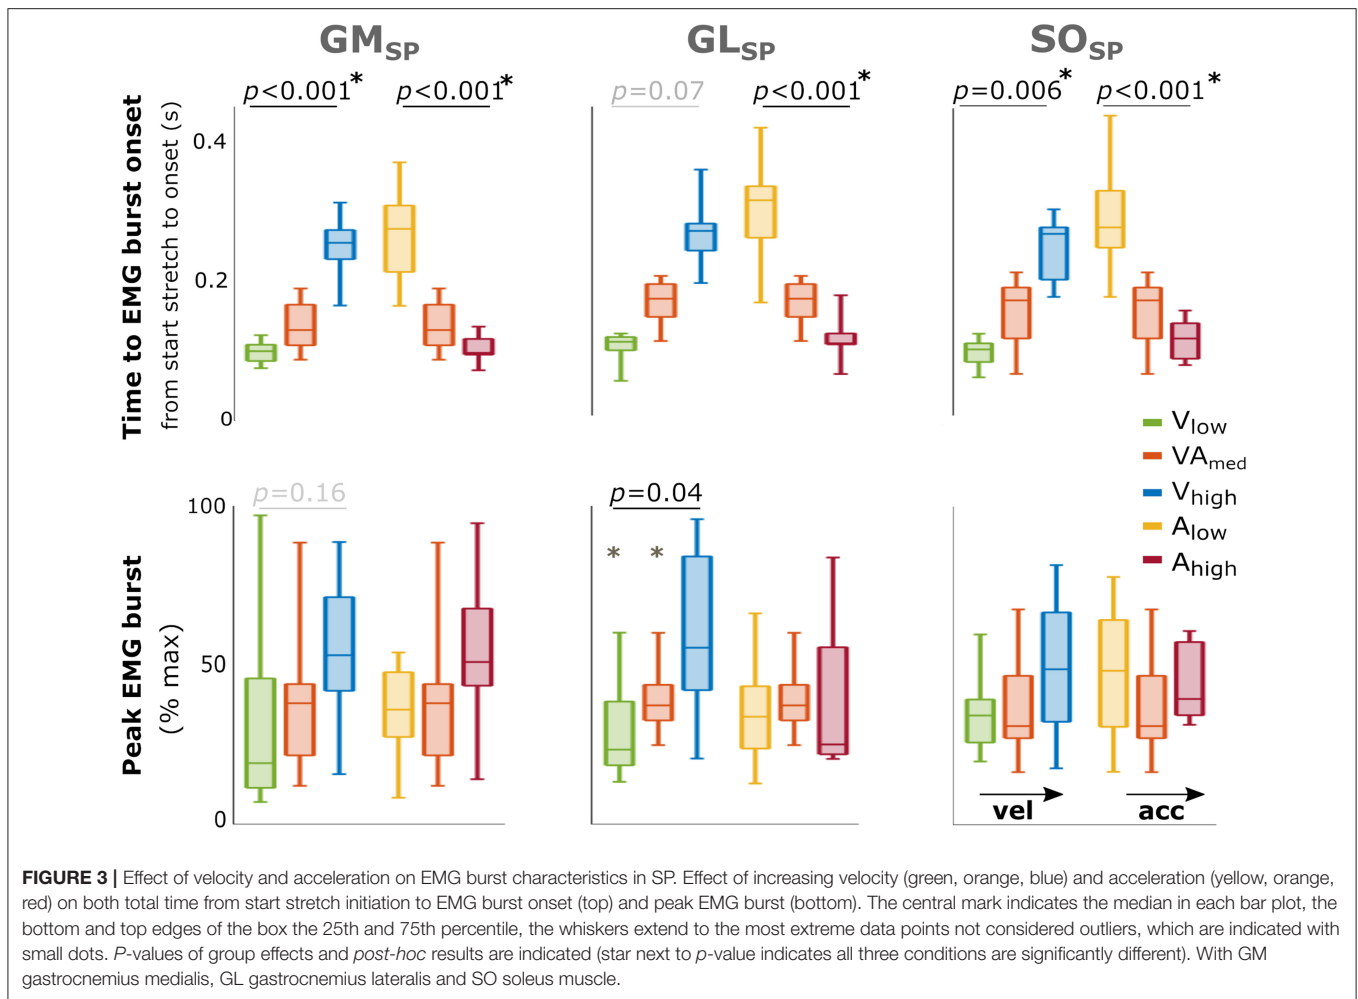 GM_SP GL_SP SO_SP
p<0.001* p<0.001* p=0.07 p<0.001* p=0.006* p<0.001*
Time to EMG burst onset
from start stretch to onset (s)
0.4
0.2
0
V_low
VA_med
V_high
A_low
A_high
p=0.16 p=0.04
* *
Peak EMG burst
(% max)
100
50
0
vel acc
FIGURE 3 | Effect of velocity and acceleration on EMG burst characteristics in SP. Effect of increasing velocity (green, orange, blue) and acceleration (yellow, orange,
red) on both total time from start stretch initiation to EMG burst onset (top) and peak EMG burst (bottom). The central mark indicates the median in each bar plot, the
bottom and top edges of the box the 25th and 75th percentile, the whiskers extend to the most extreme data points not considered outliers, which are indicated with
small dots. P-values of group effects and post-hoc results are indicated (star next to p-value indicates all three conditions are significantly different). With GM
gastrocnemius medialis, GL gastrocnemius lateralis and SO soleus muscle.